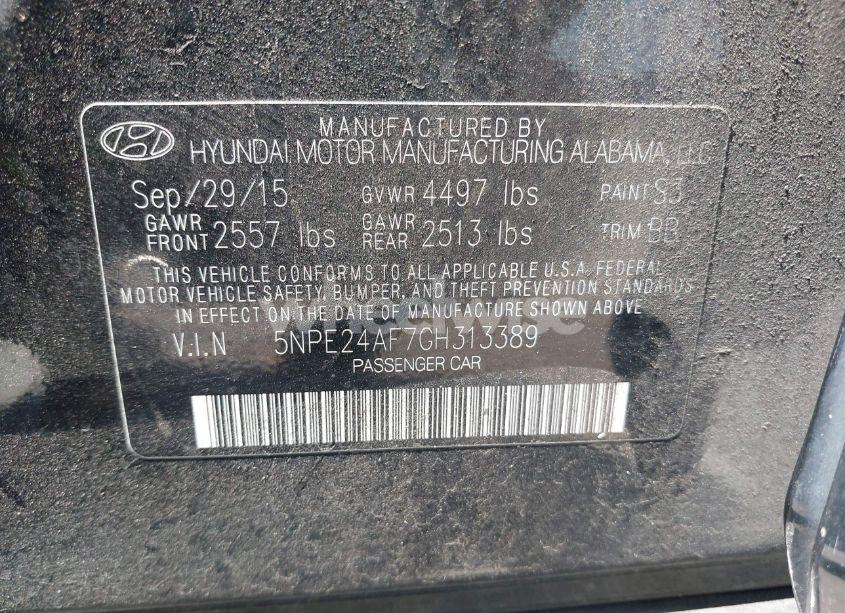 MANUFACTURED BY
HYUNDAI MOTOR MANUFACTURING ALABAMA, LLC
Sep/29/15 GVWR 4497 lbs PAINT S3
GAWR FRONT 2557 lbs GAWR REAR 2513 lbs TRIM BB
THIS VEHICLE CONFORMS TO ALL APPLICABLE U.S.A. FEDERAL
MOTOR VEHICLE SAFETY, BUMPER, AND THEFT PREVENTION STANDARDS
IN EFFECT ON THE DATE OF MANUFACTURE SHOWN ABOVE
V.I.N 5NPE24AF7GH313389
PASSENGER CAR